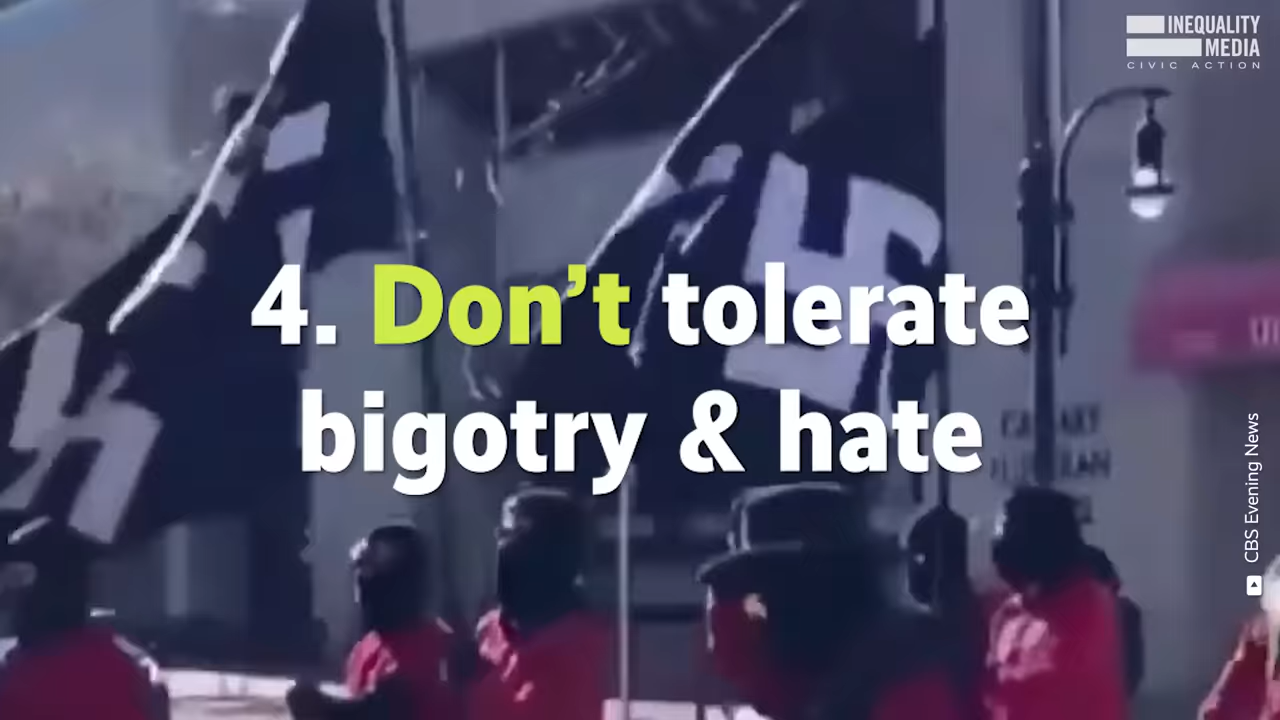 INEQUALITY
MEDIA
CIVIC ACTION
4. Don't tolerate
bigotry & hate
CBS Evening News